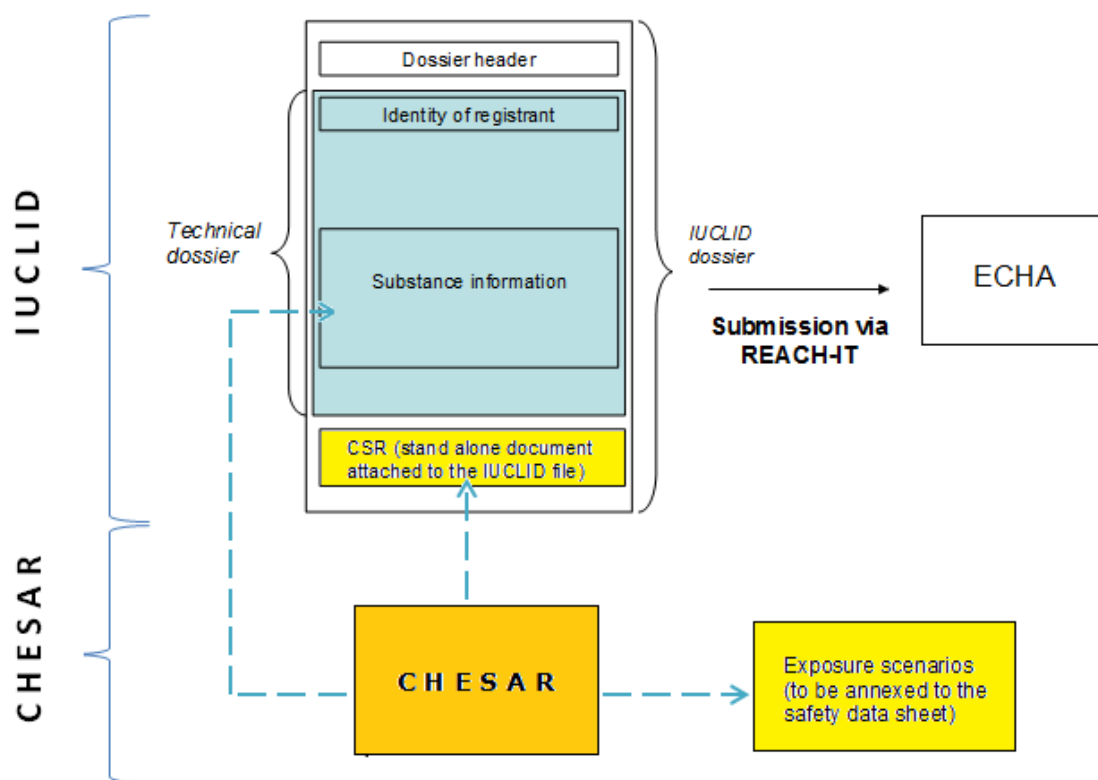 IUCLID
Dossier header
Identity of registrant
Technical
dossier
Substance information
IUCLID
dossier
Submission via
REACH-IT
ECHA
CSR (stand alone document
attached to the IUCLID file)
CHESAR
CHESAR
Exposure scenarios
(to be annexed to the
safety data sheet)